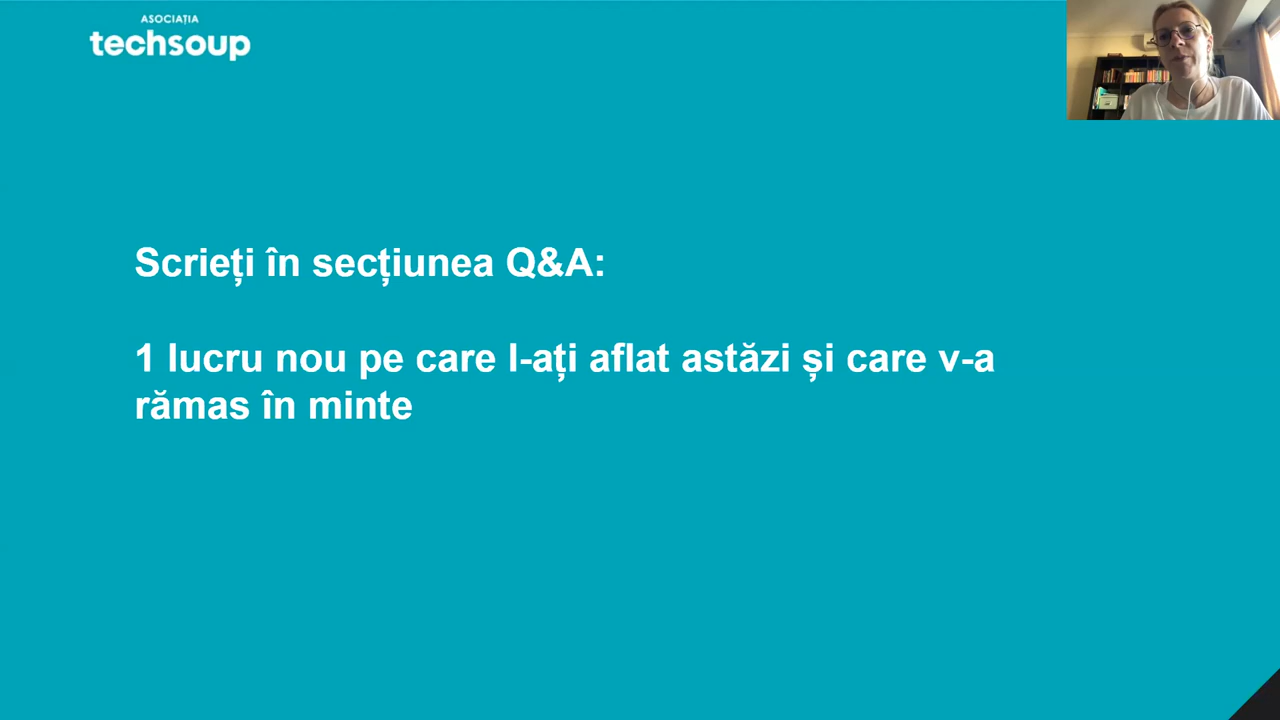 ASOCIAȚIA
techsoup
Scrieți în secțiunea Q&A:
1 lucru nou pe care l-ați aflat astăzi și care v-a
rămas în minte